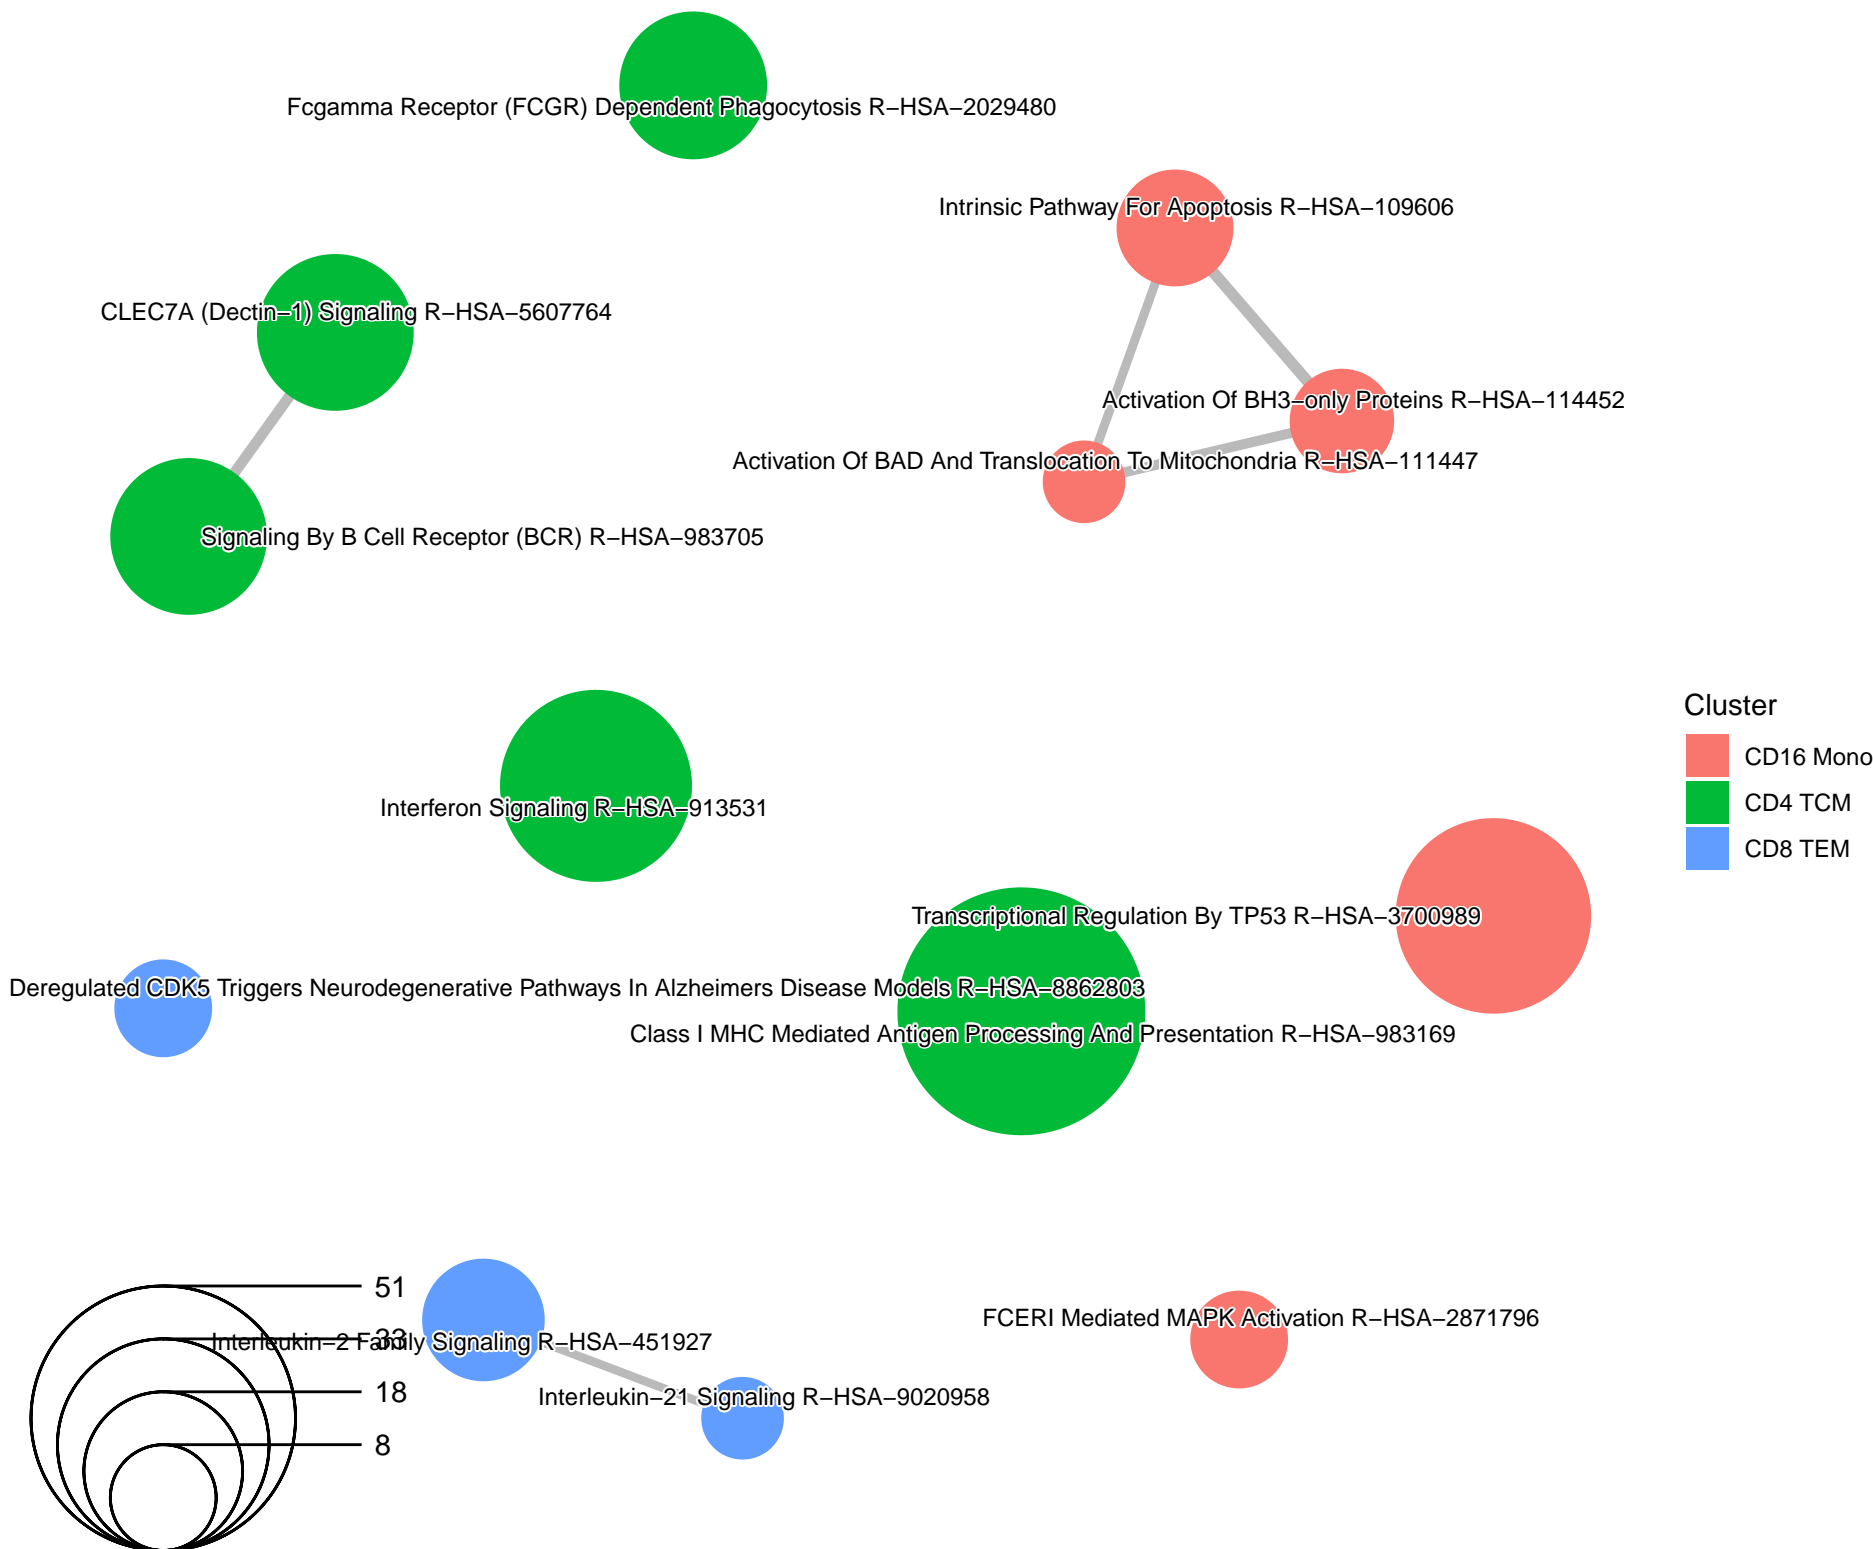 Fcgamma Receptor (FCGR) Dependent Phagocytosis R−HSA−2029480
Intrinsic Pathway For Apoptosis R−HSA−109606
CLEC7A (Dectin−1) Signaling R−HSA−5607764
Activation Of BH3−only Proteins R−HSA−114452
Activation Of BAD And Translocation To Mitochondria R−HSA−111447
Signaling By B Cell Receptor (BCR) R−HSA−983705
Cluster
CD16 Mono
CD4 TCM
CD8 TEM
Interferon Signaling R−HSA−913531
Transcriptional Regulation By TP53 R−HSA−3700989
Deregulated CDK5 Triggers Neurodegenerative Pathways In Alzheimers Disease Models R−HSA−8862803
Class I MHC Mediated Antigen Processing And Presentation R−HSA−983169
51
33
Interleukin−2 Family Signaling R−HSA−451927
FCERI Mediated MAPK Activation R−HSA−2871796
18
Interleukin−21 Signaling R−HSA−9020958
8